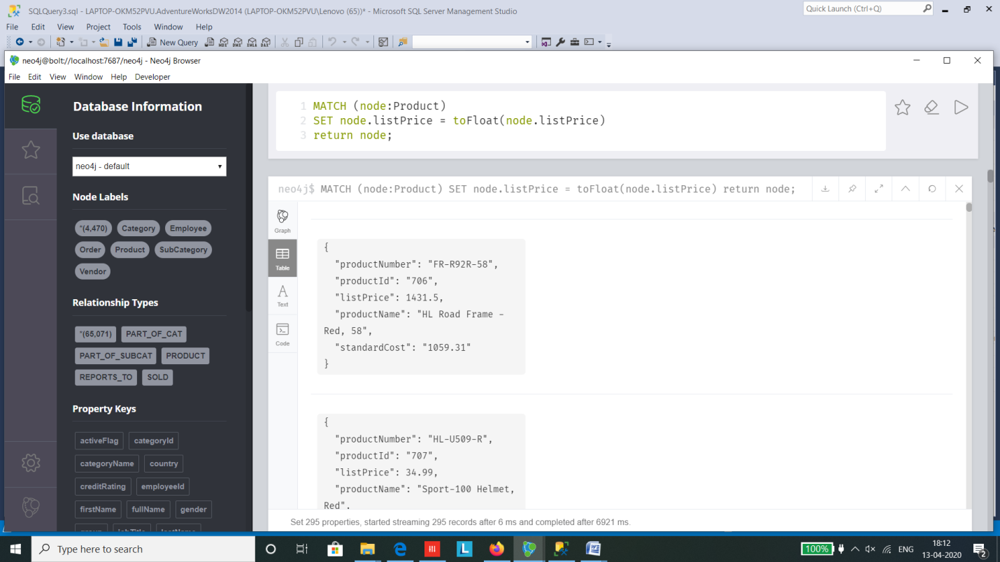 SQLQuery3.sql - LAPTOP-OKM52PVU.AdventureWorksDW2014 (LAPTOP-OKM52PVU\Lenovo (65))* - Microsoft SQL Server Management Studio
Quick Launch (Ctrl+Q)
File Edit View Project Tools Window Help
New Query MDX DMX XMLA DAX
neo4j@bolt://localhost:7687/neo4j - Neo4j Browser
File Edit View Window Help Developer
Database Information
Use database
neo4j - default
Node Labels
*(4,470) Category Employee
Order Product SubCategory
Vendor
Relationship Types
*(65,071) PART_OF_CAT
PART_OF_SUBCAT PRODUCT
REPORTS_TO SOLD
Property Keys
activeFlag categoryId
categoryName country
creditRating employeeId
firstName fullName gender
1 MATCH (node:Product)
2 SET node.listPrice = toFloat(node.listPrice)
3 return node;
neo4j$ MATCH (node:Product) SET node.listPrice = toFloat(node.listPrice) return node;
Graph
Table
Text
Code
{
"productNumber": "FR-R92R-58",
"productId": "706",
"listPrice": 1431.5,
"productName": "HL Road Frame -
Red, 58",
"standardCost": "1059.31"
}
{
"productNumber": "HL-U509-R",
"productId": "707",
"listPrice": 34.99,
"productName": "Sport-100 Helmet,
Red",
Set 295 properties, started streaming 295 records after 6 ms and completed after 6921 ms.
Type here to search
L
W
100%
ENG
18:12
13-04-2020
2